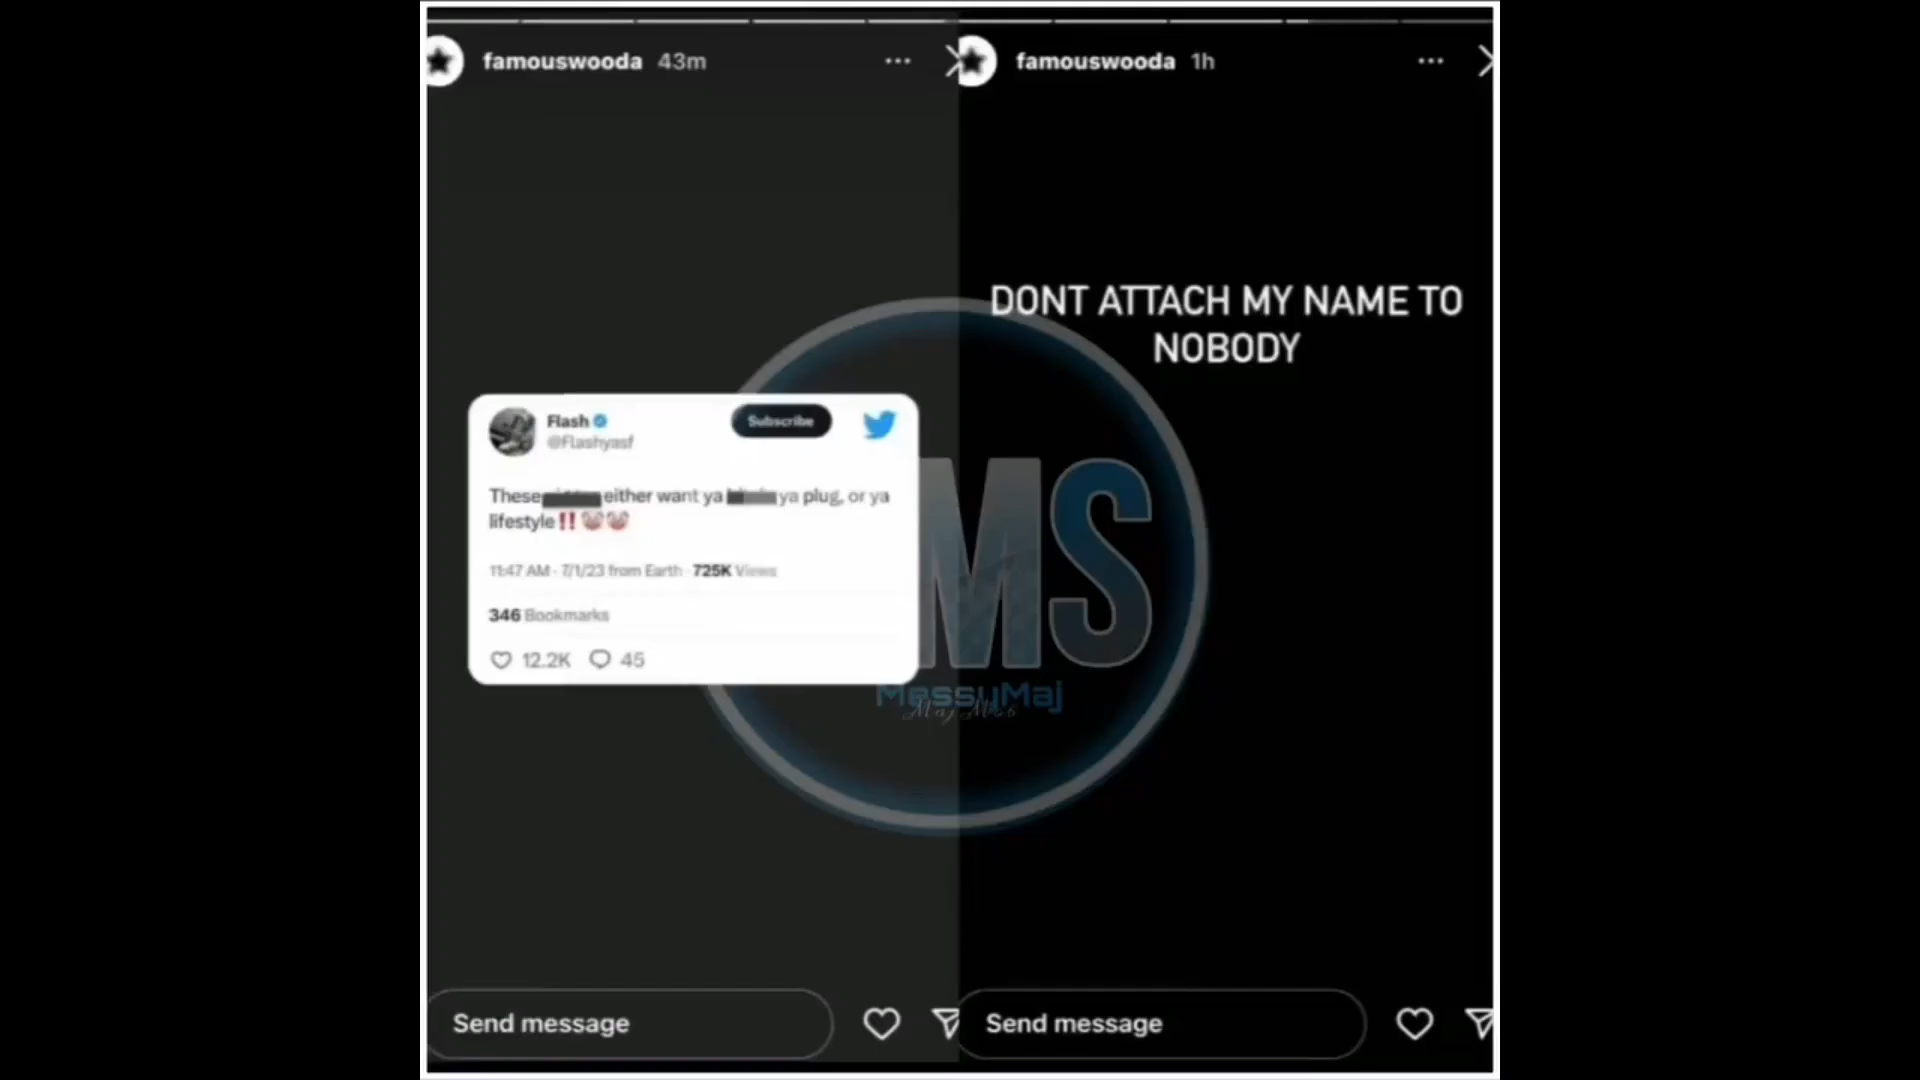 famouswooda 43m
Flash
@Flashyasf
Subscribe
These either want ya ya plug, or ya
lifestyle‼️🤡🤡
11:47 AM · 7/1/23 from Earth · 725K Views
346 Bookmarks
12.2K 45
Send message
famouswooda 1h
DONT ATTACH MY NAME TO
NOBODY
Send message
MS
MessyMaj